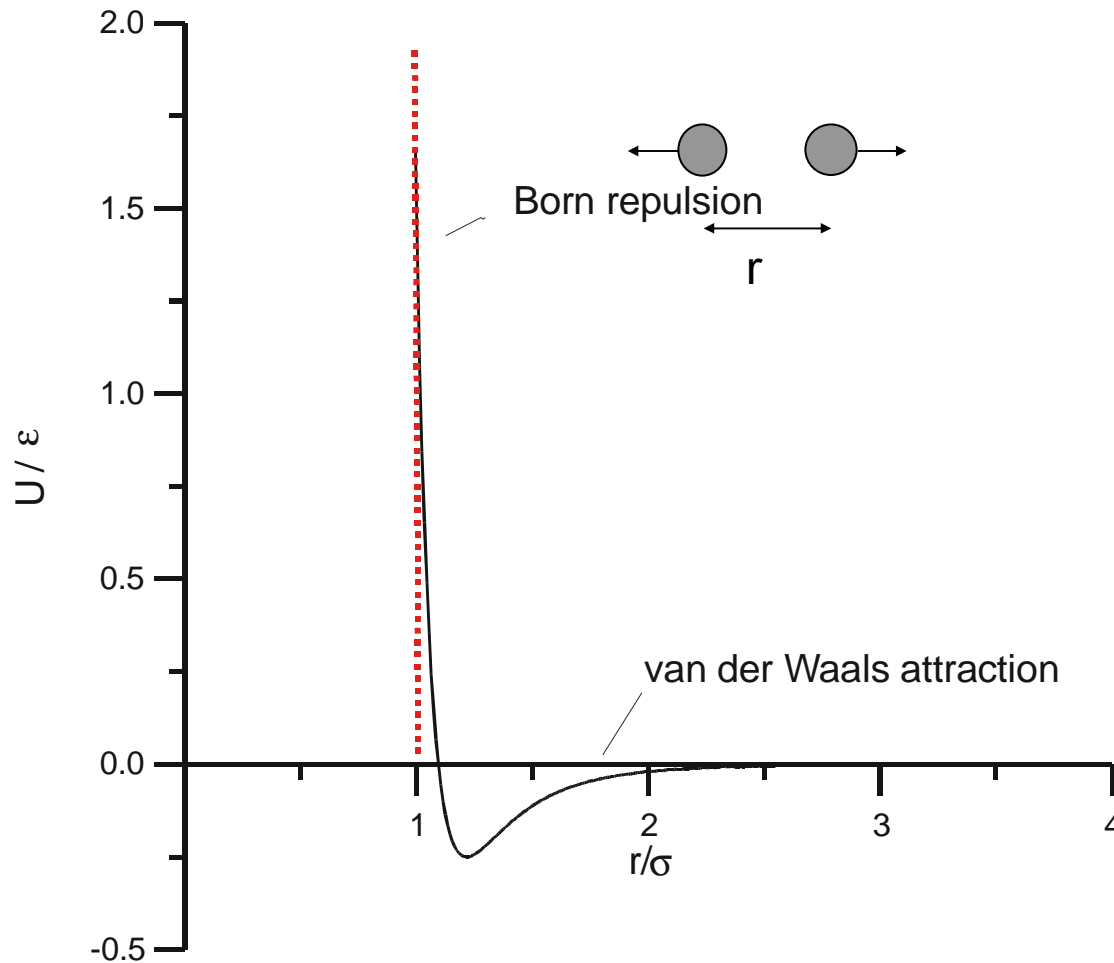 2.0
1.5
1.0
0.5
0.0
-0.5
U / ε
Born repulsion
r
van der Waals attraction
1
2
3
4
r/σ